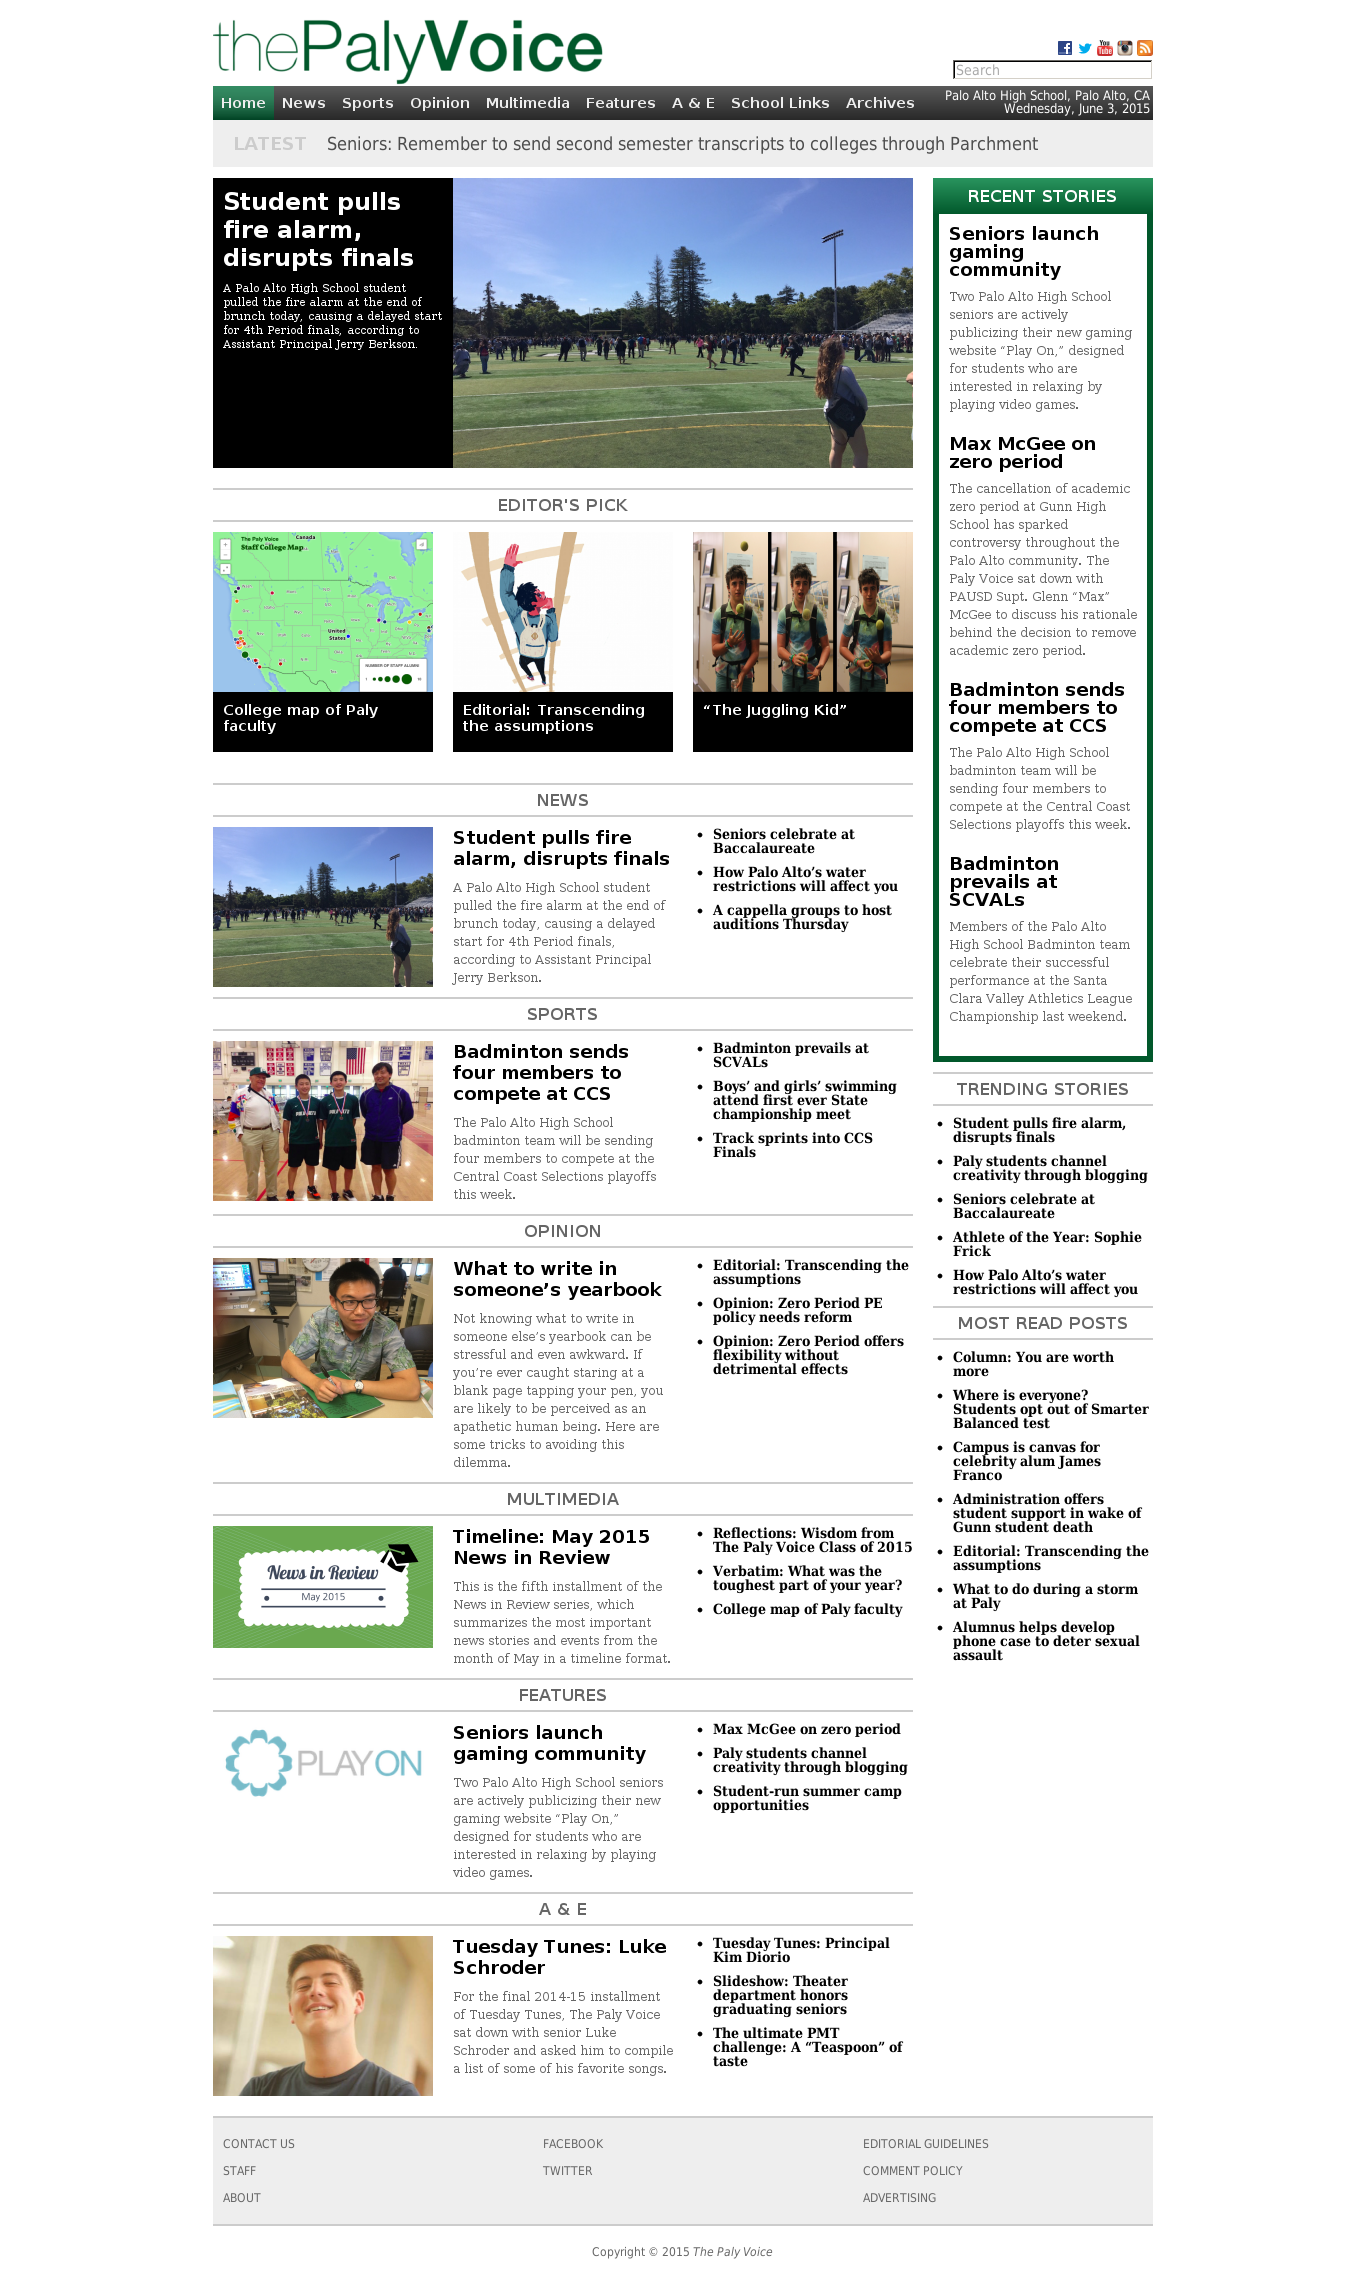 thePalyVoice
Search
Home News Sports Opinion Multimedia Features A & E School Links Archives
Palo Alto High School, Palo Alto, CA
Wednesday, June 3, 2015
LATEST Seniors: Remember to send second semester transcripts to colleges through Parchment
Student pulls
fire alarm,
disrupts finals
A Palo Alto High School student
pulled the fire alarm at the end of
brunch today, causing a delayed start
for 4th Period finals, according to
Assistant Principal Jerry Berkson.
EDITOR'S PICK
The Paly Voice
Staff College Map
Canada
United
States
NUMBER OF STAFF ALUMNI
College map of Paly
faculty
Editorial: Transcending
the assumptions
“The Juggling Kid”
NEWS
Student pulls fire
alarm, disrupts finals
A Palo Alto High School student
pulled the fire alarm at the end of
brunch today, causing a delayed
start for 4th Period finals,
according to Assistant Principal
Jerry Berkson.
• Seniors celebrate at
Baccalaureate
• How Palo Alto’s water
restrictions will affect you
• A cappella groups to host
auditions Thursday
SPORTS
Badminton sends
four members to
compete at CCS
The Palo Alto High School
badminton team will be sending
four members to compete at the
Central Coast Selections playoffs
this week.
• Badminton prevails at
SCVALs
• Boys’ and girls’ swimming
attend first ever State
championship meet
• Track sprints into CCS
Finals
OPINION
What to write in
someone’s yearbook
Not knowing what to write in
someone else’s yearbook can be
stressful and even awkward. If
you’re ever caught staring at a
blank page tapping your pen, you
are likely to be perceived as an
apathetic human being. Here are
some tricks to avoiding this
dilemma.
• Editorial: Transcending the
assumptions
• Opinion: Zero Period PE
policy needs reform
• Opinion: Zero Period offers
flexibility without
detrimental effects
MULTIMEDIA
News in Review
May 2015
Timeline: May 2015
News in Review
This is the fifth installment of the
News in Review series, which
summarizes the most important
news stories and events from the
month of May in a timeline format.
• Reflections: Wisdom from
The Paly Voice Class of 2015
• Verbatim: What was the
toughest part of your year?
• College map of Paly faculty
FEATURES
PLAYON
Seniors launch
gaming community
Two Palo Alto High School seniors
are actively publicizing their new
gaming website “Play On,”
designed for students who are
interested in relaxing by playing
video games.
• Max McGee on zero period
• Paly students channel
creativity through blogging
• Student-run summer camp
opportunities
A & E
Tuesday Tunes: Luke
Schroder
For the final 2014-15 installment
of Tuesday Tunes, The Paly Voice
sat down with senior Luke
Schroder and asked him to compile
a list of some of his favorite songs.
• Tuesday Tunes: Principal
Kim Diorio
• Slideshow: Theater
department honors
graduating seniors
• The ultimate PMT
challenge: A “Teaspoon” of
taste
RECENT STORIES
Seniors launch
gaming
community
Two Palo Alto High School
seniors are actively
publicizing their new gaming
website “Play On,” designed
for students who are
interested in relaxing by
playing video games.
Max McGee on
zero period
The cancellation of academic
zero period at Gunn High
School has sparked
controversy throughout the
Palo Alto community. The
Paly Voice sat down with
PAUSD Supt. Glenn “Max”
McGee to discuss his rationale
behind the decision to remove
academic zero period.
Badminton sends
four members to
compete at CCS
The Palo Alto High School
badminton team will be
sending four members to
compete at the Central Coast
Selections playoffs this week.
Badminton
prevails at
SCVALs
Members of the Palo Alto
High School Badminton team
celebrate their successful
performance at the Santa
Clara Valley Athletics League
Championship last weekend.
TRENDING STORIES
• Student pulls fire alarm,
disrupts finals
• Paly students channel
creativity through blogging
• Seniors celebrate at
Baccalaureate
• Athlete of the Year: Sophie
Frick
• How Palo Alto’s water
restrictions will affect you
MOST READ POSTS
• Column: You are worth
more
• Where is everyone?
Students opt out of Smarter
Balanced test
• Campus is canvas for
celebrity alum James
Franco
• Administration offers
student support in wake of
Gunn student death
• Editorial: Transcending the
assumptions
• What to do during a storm
at Paly
• Alumnus helps develop
phone case to deter sexual
assault
CONTACT US FACEBOOK EDITORIAL GUIDELINES
STAFF TWITTER COMMENT POLICY
ABOUT ADVERTISING
Copyright © 2015 The Paly Voice